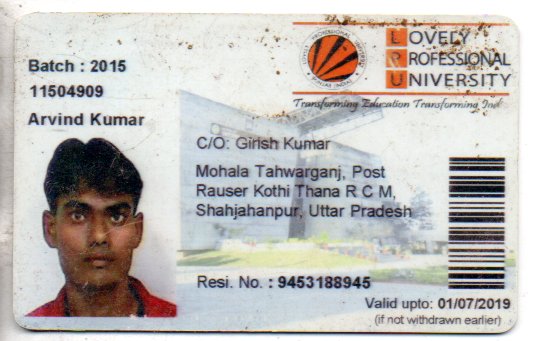 Batch : 2015
11504909
Arvind Kumar
LOVELY
PROFESSIONAL
UNIVERSITY
Transforming Education Transforming Ind
C/O: Girish Kumar
Mohala Tahwarganj, Post
Rauser Kothi Thana R C M,
Shahjahanpur, Uttar Pradesh
Resi. No. : 9453188945
Valid upto: 01/07/2019
(if not withdrawn earlier)